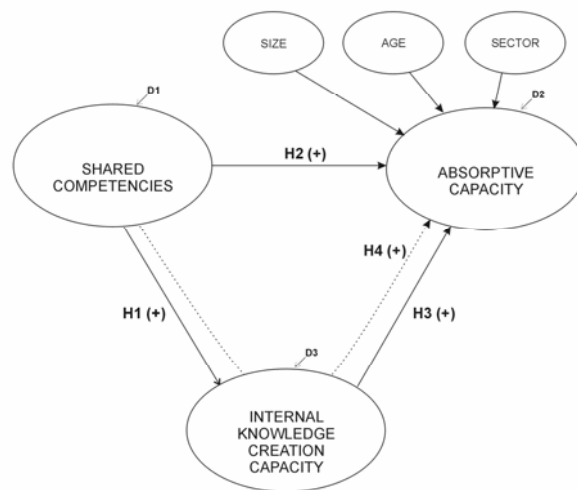 SIZE
AGE
SECTOR
D1
D2
SHARED
COMPETENCIES
H2 (+)
ABSORPTIVE
CAPACITY
H4 (+)
H1 (+)
H3 (+)
D3
INTERNAL
KNOWLEDGE
CREATION
CAPACITY